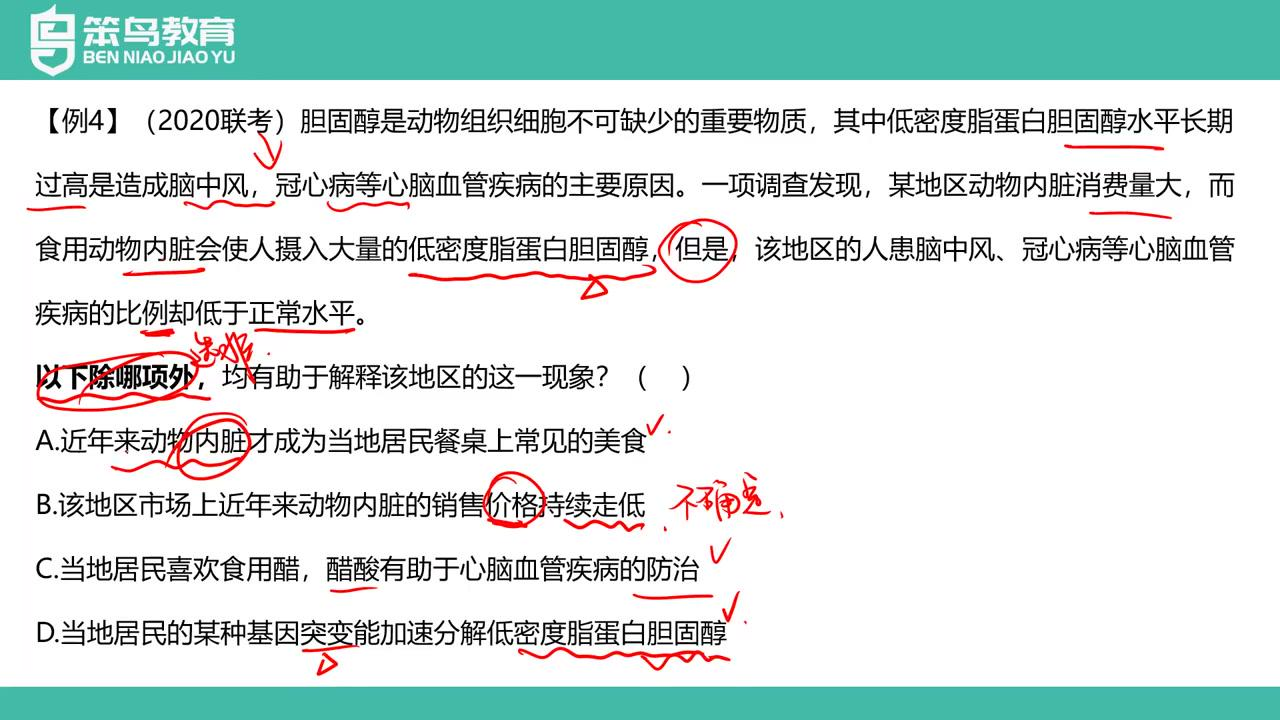 笨鸟教育
BEN NIAO JIAO YU
【例4】（2020联考）胆固醇是动物组织细胞不可缺少的重要物质，其中低密度脂蛋白胆固醇水平长期
过高是造成脑中风，冠心病等心脑血管疾病的主要原因。一项调查发现，某地区动物内脏消费量大，而
食用动物内脏会使人摄入大量的低密度脂蛋白胆固醇，但是，该地区的人患脑中风、冠心病等心脑血管
疾病的比例却低于正常水平。
以下除哪项外，均有助于解释该地区的这一现象？（ ）
A.近年来动物内脏才成为当地居民餐桌上常见的美食
B.该地区市场上近年来动物内脏的销售价格持续走低 不确定
C.当地居民喜欢食用醋，醋酸有助于心脑血管疾病的防治
D.当地居民的某种基因突变能加速分解低密度脂蛋白胆固醇